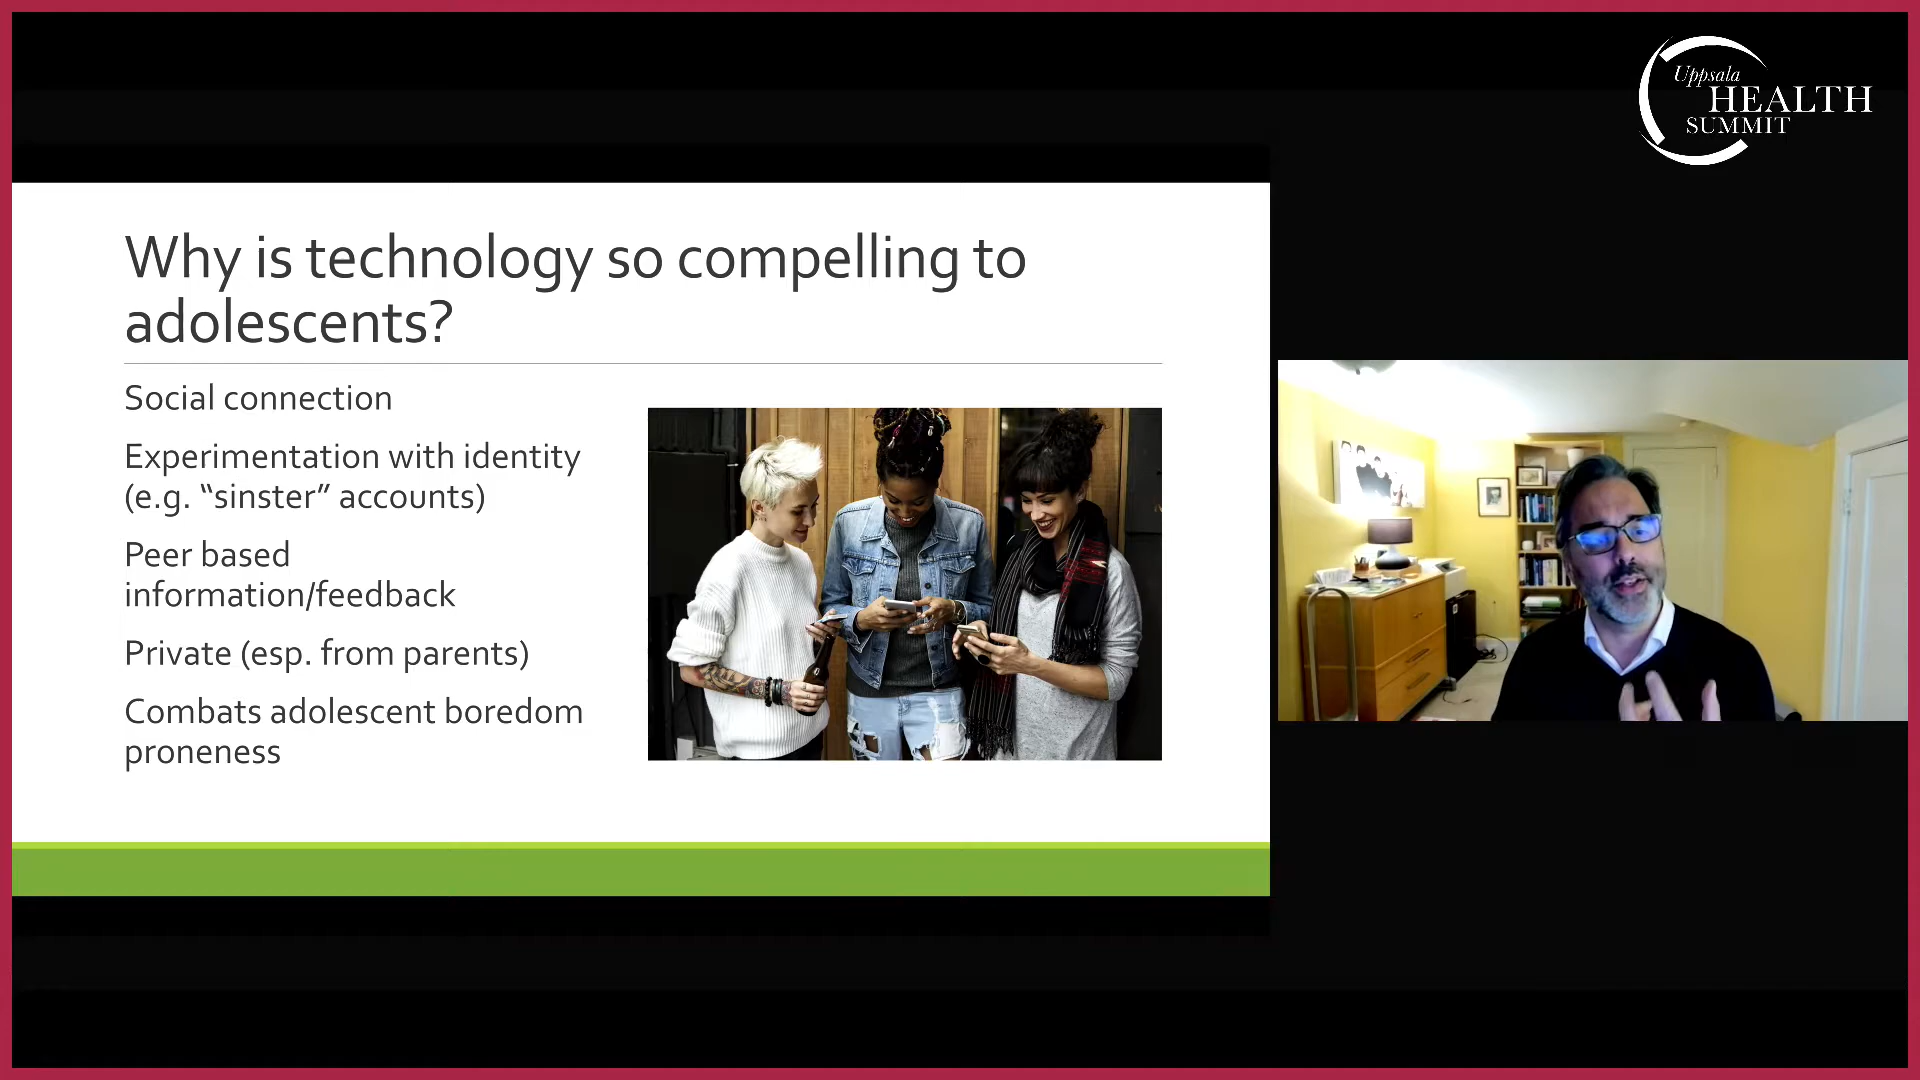 Uppsala
HEALTH
SUMMIT
Why is technology so compelling to
adolescents?
Social connection
Experimentation with identity
(e.g. “sinster” accounts)
Peer based
information/feedback
Private (esp. from parents)
Combats adolescent boredom
proneness